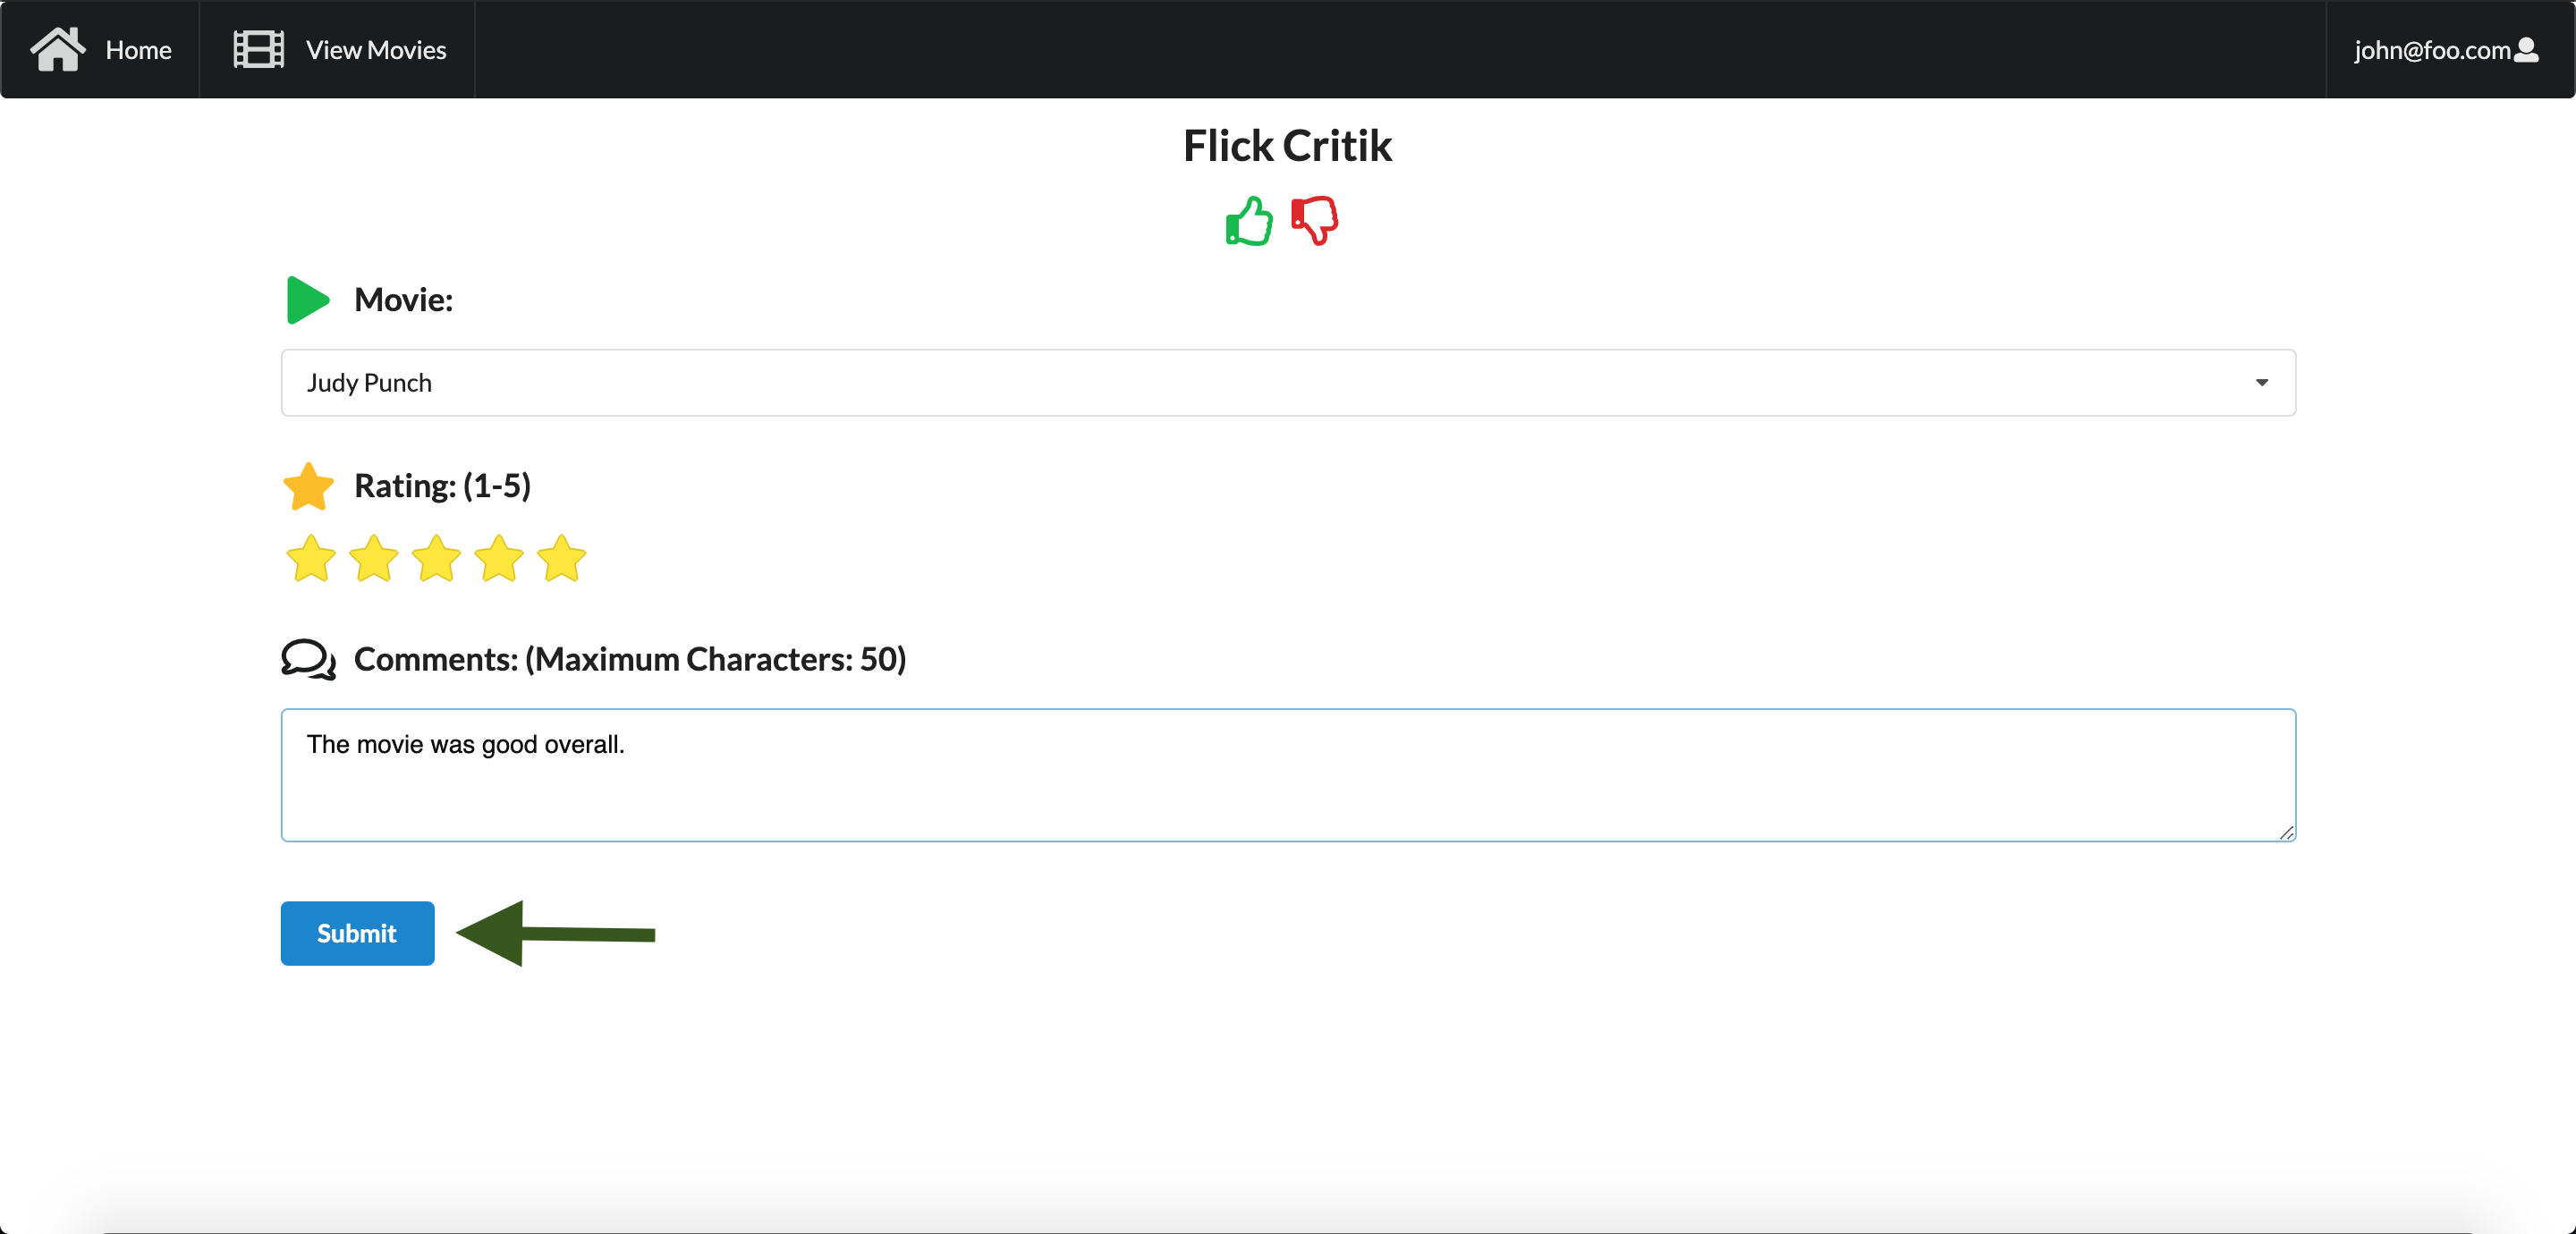 Home
View Movies
john@foo.com
Flick Critik
Movie:
Judy Punch
Rating: (1-5)
Comments: (Maximum Characters: 50)
The movie was good overall.
Submit